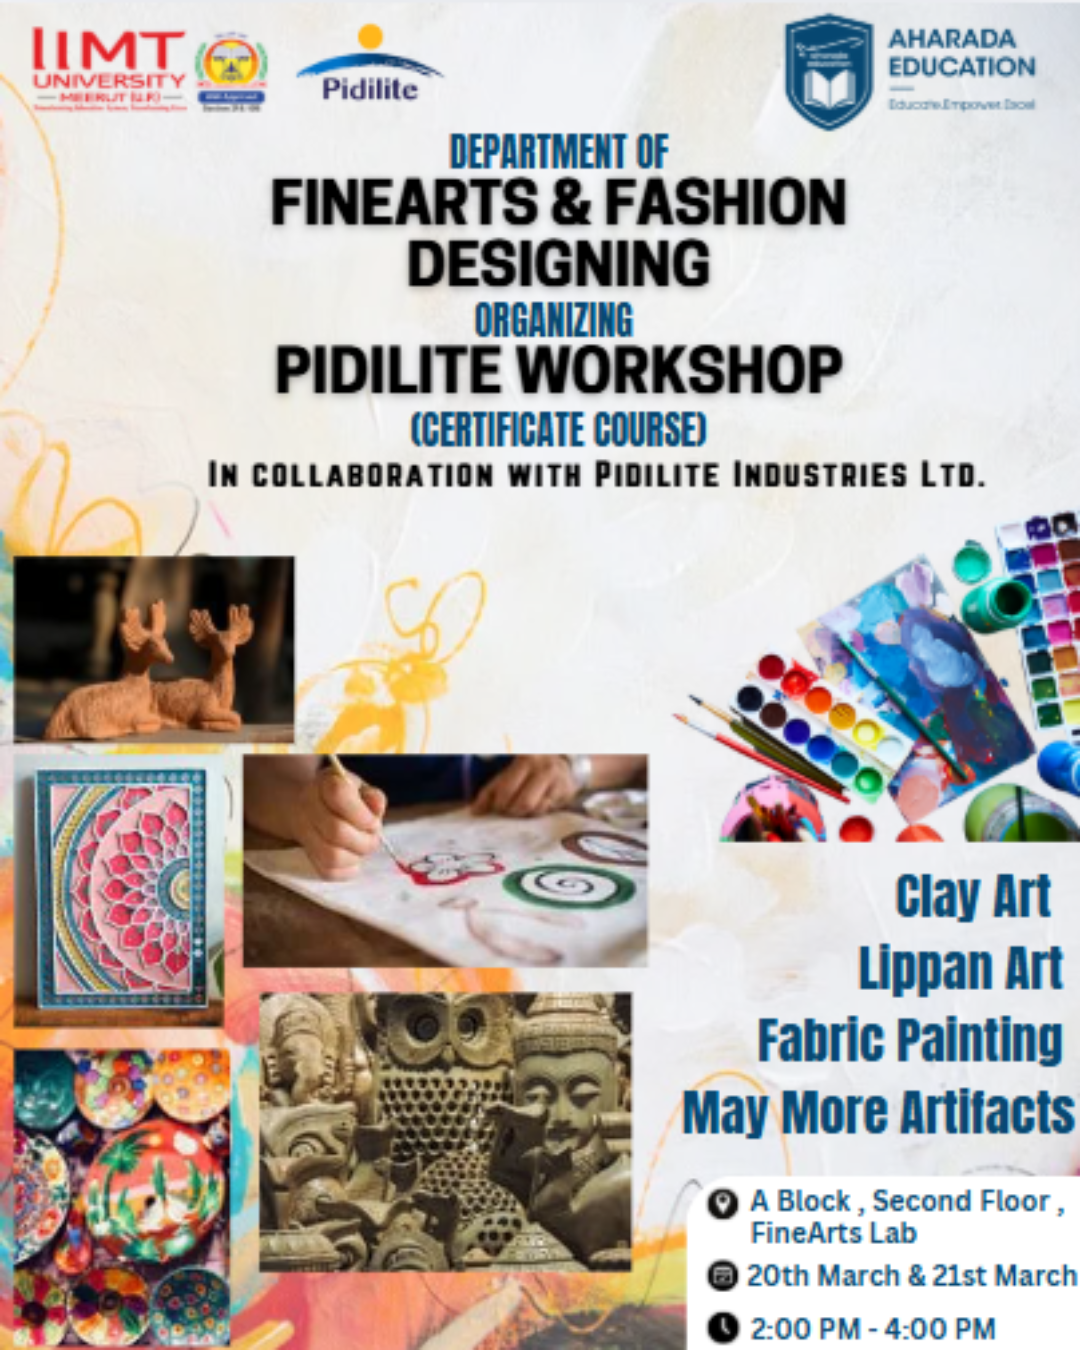 IIMT
UNIVERSITY
MEERUT (U.P.)
Pidilite
AHARADA
EDUCATION
Educate.Empower.Excel
DEPARTMENT OF
FINEARTS & FASHION
DESIGNING
ORGANIZING
PIDILITE WORKSHOP
(CERTIFICATE COURSE)
IN COLLABORATION WITH PIDILITE INDUSTRIES LTD.
Clay Art
Lippan Art
Fabric Painting
May More Artifacts
A Block , Second Floor ,
FineArts Lab
20th March & 21st March
2:00 PM - 4:00 PM